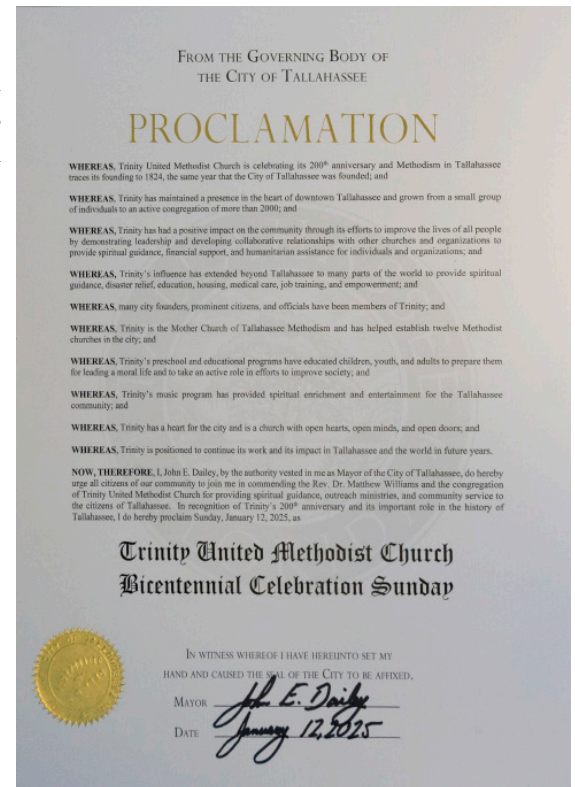 FROM THE GOVERNING BODY OF
THE CITY OF TALLAHASSEE
PROCLAMATION
WHEREAS, Trinity United Methodist Church is celebrating its 200th anniversary and Methodism in Tallahassee
traces its founding to 1824, the same year that the City of Tallahassee was founded; and
WHEREAS, Trinity has maintained a presence in the heart of downtown Tallahassee and grown from a small group
of individuals to an active congregation of more than 2000; and
WHEREAS, Trinity has had a positive impact on the community through its efforts to improve the lives of all people
by demonstrating leadership and developing collaborative relationships with other churches and organizations to
provide spiritual guidance, financial support, and humanitarian assistance for individuals and organizations; and
WHEREAS, Trinity's influence has extended beyond Tallahassee to many parts of the world to provide spiritual
guidance, disaster relief, education, housing, medical care, job training, and empowerment; and
WHEREAS, many city founders, prominent citizens, and officials have been members of Trinity; and
WHEREAS, Trinity is the Mother Church of Tallahassee Methodism and has helped establish twelve Methodist
churches in the city; and
WHEREAS, Trinity's preschool and educational programs have educated children, youth, and adults to prepare them
for leading a moral life and to take an active role in efforts to improve society; and
WHEREAS, Trinity's music program has provided spiritual enrichment and entertainment for the Tallahassee
community; and
WHEREAS, Trinity has a heart for the city and is a church with open hearts, open minds, and open doors; and
WHEREAS, Trinity is positioned to continue its work and its impact in Tallahassee and the world in future years.
NOW, THEREFORE, I, John E. Dailey, by the authority vested in me as Mayor of the City of Tallahassee, do hereby
urge all citizens of our community to join me in commending the Rev. Dr. Matthew Williams and the congregation
of Trinity United Methodist Church for providing spiritual guidance, outreach ministries, and community service to
the citizens of Tallahassee. In recognition of Trinity's 200th anniversary and its important role in the history of
Tallahassee, I do hereby proclaim Sunday, January 12, 2025, as
Trinity United Methodist Church
Bicentennial Celebration Sunday
IN WITNESS WHEREOF I HAVE HEREUNTO SET MY
HAND AND CAUSED THE SEAL OF THE CITY TO BE AFFIXED.
MAYOR John E. Dailey
DATE January 12, 2025